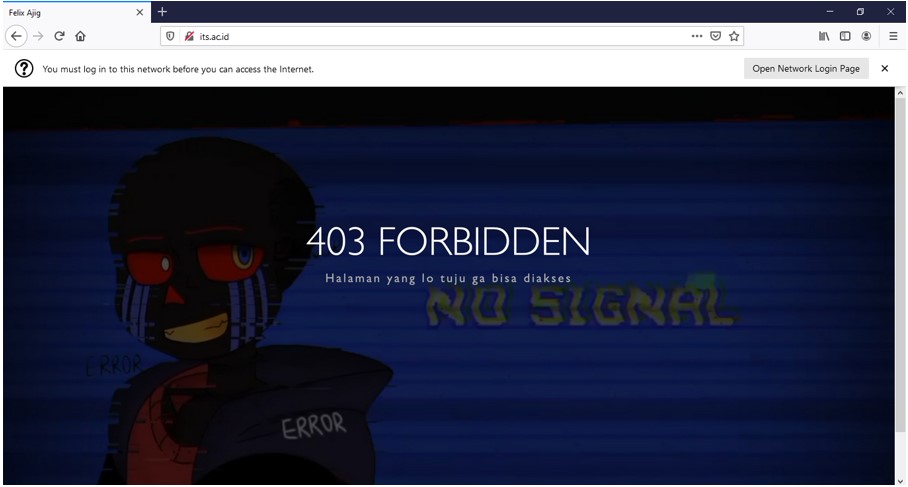 Felix Ajig
its.ac.id
You must log in to this network before you can access the Internet.
Open Network Login Page
403 FORBIDDEN
Halaman yang lo tuju ga bisa diakses
NO SIGNAL
ERROR
ERROR